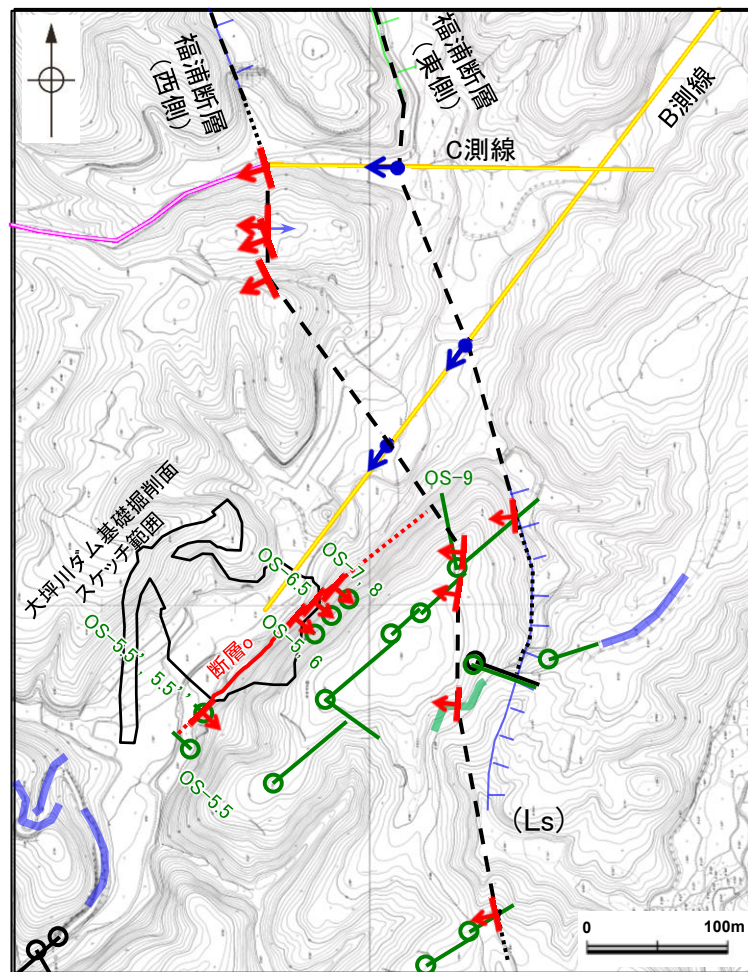 福浦断層
(西側)
福浦断層
(東側)
B測線
C測線
OS-9
大坪川ダム基礎掘削面
スケッチ範囲
OS-6.5
OS-7, 8
OS-5, 6
OS-5.5', 5.5''
断層o
OS-5.5
(Ls)
0 100m